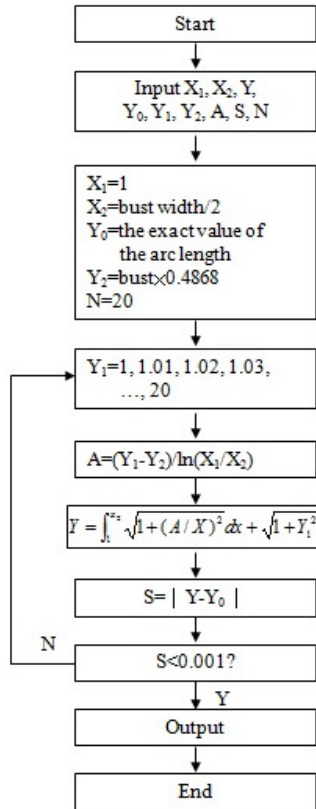 Start
Input X₁, X₂, Y,
Y₀, Y₁, Y₂, A, S, N
X₁=1
X₂=bust width/2
Y₀=the exact value of
the arc length
Y₂=bust×0.4868
N=20
Y₁=1, 1.01, 1.02, 1.03,
…, 20
A=(Y₁-Y₂)/ln(X₁/X₂)
Y = ∫₁^{x₂} √(1+(A/X)²) dx + √(1+Y₁²)
S= | Y-Y₀ |
N
S<0.001?
Y
Output
End